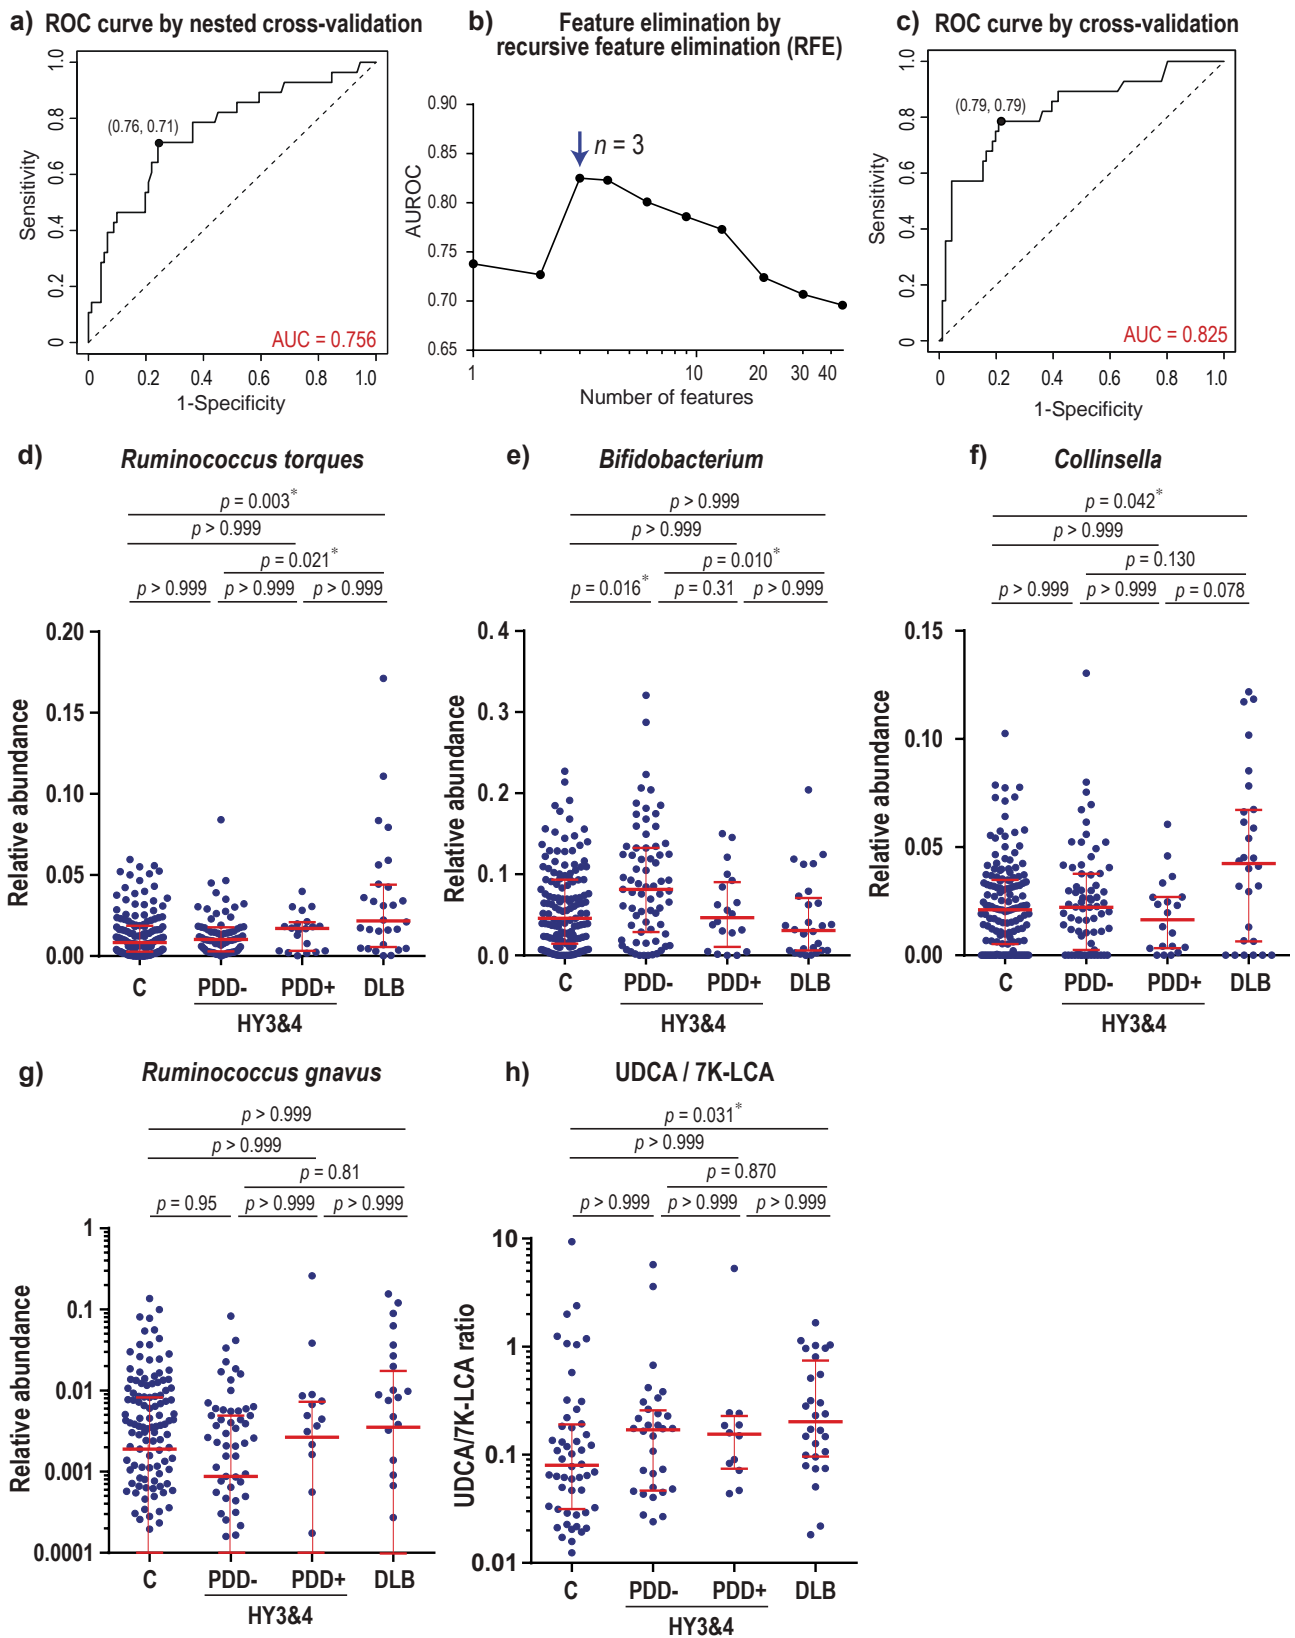 a) ROC curve by nested cross-validation
1.0
0.8
0.6
0.4
0.2
0
Sensitivity
(0.76, 0.71)
AUC = 0.756
0 0.2 0.4 0.6 0.8 1.0
1-Specificity
b) Feature elimination by
recursive feature elimination (RFE)
0.90
0.85
0.80
0.75
0.70
0.65
AUROC
n = 3
1 10 20 30 40
Number of features
c) ROC curve by cross-validation
1.0
0.8
0.6
0.4
0.2
0
Sensitivity
(0.79, 0.79)
AUC = 0.825
0 0.2 0.4 0.6 0.8 1.0
1-Specificity
d) Ruminococcus torques
p = 0.003*
p > 0.999
p = 0.021*
p > 0.999 p > 0.999 p > 0.999
0.20
0.15
0.10
0.05
0.00
Relative abundance
C PDD- PDD+ DLB
HY3&4
e) Bifidobacterium
p > 0.999
p > 0.999
p = 0.010*
p = 0.016* p = 0.31 p > 0.999
0.4
0.3
0.2
0.1
0.0
Relative abundance
C PDD- PDD+ DLB
HY3&4
f) Collinsella
p = 0.042*
p > 0.999
p = 0.130
p > 0.999 p > 0.999 p = 0.078
0.15
0.10
0.05
0.00
Relative abundance
C PDD- PDD+ DLB
HY3&4
g) Ruminococcus gnavus
p > 0.999
p > 0.999
p = 0.81
p = 0.95 p > 0.999 p > 0.999
1
0.1
0.01
0.001
0.0001
Relative abundance
C PDD- PDD+ DLB
HY3&4
h) UDCA / 7K-LCA
p = 0.031*
p > 0.999
p = 0.870
p > 0.999 p > 0.999 p > 0.999
10
1
0.1
0.01
UDCA/7K-LCA ratio
C PDD- PDD+ DLB
HY3&4